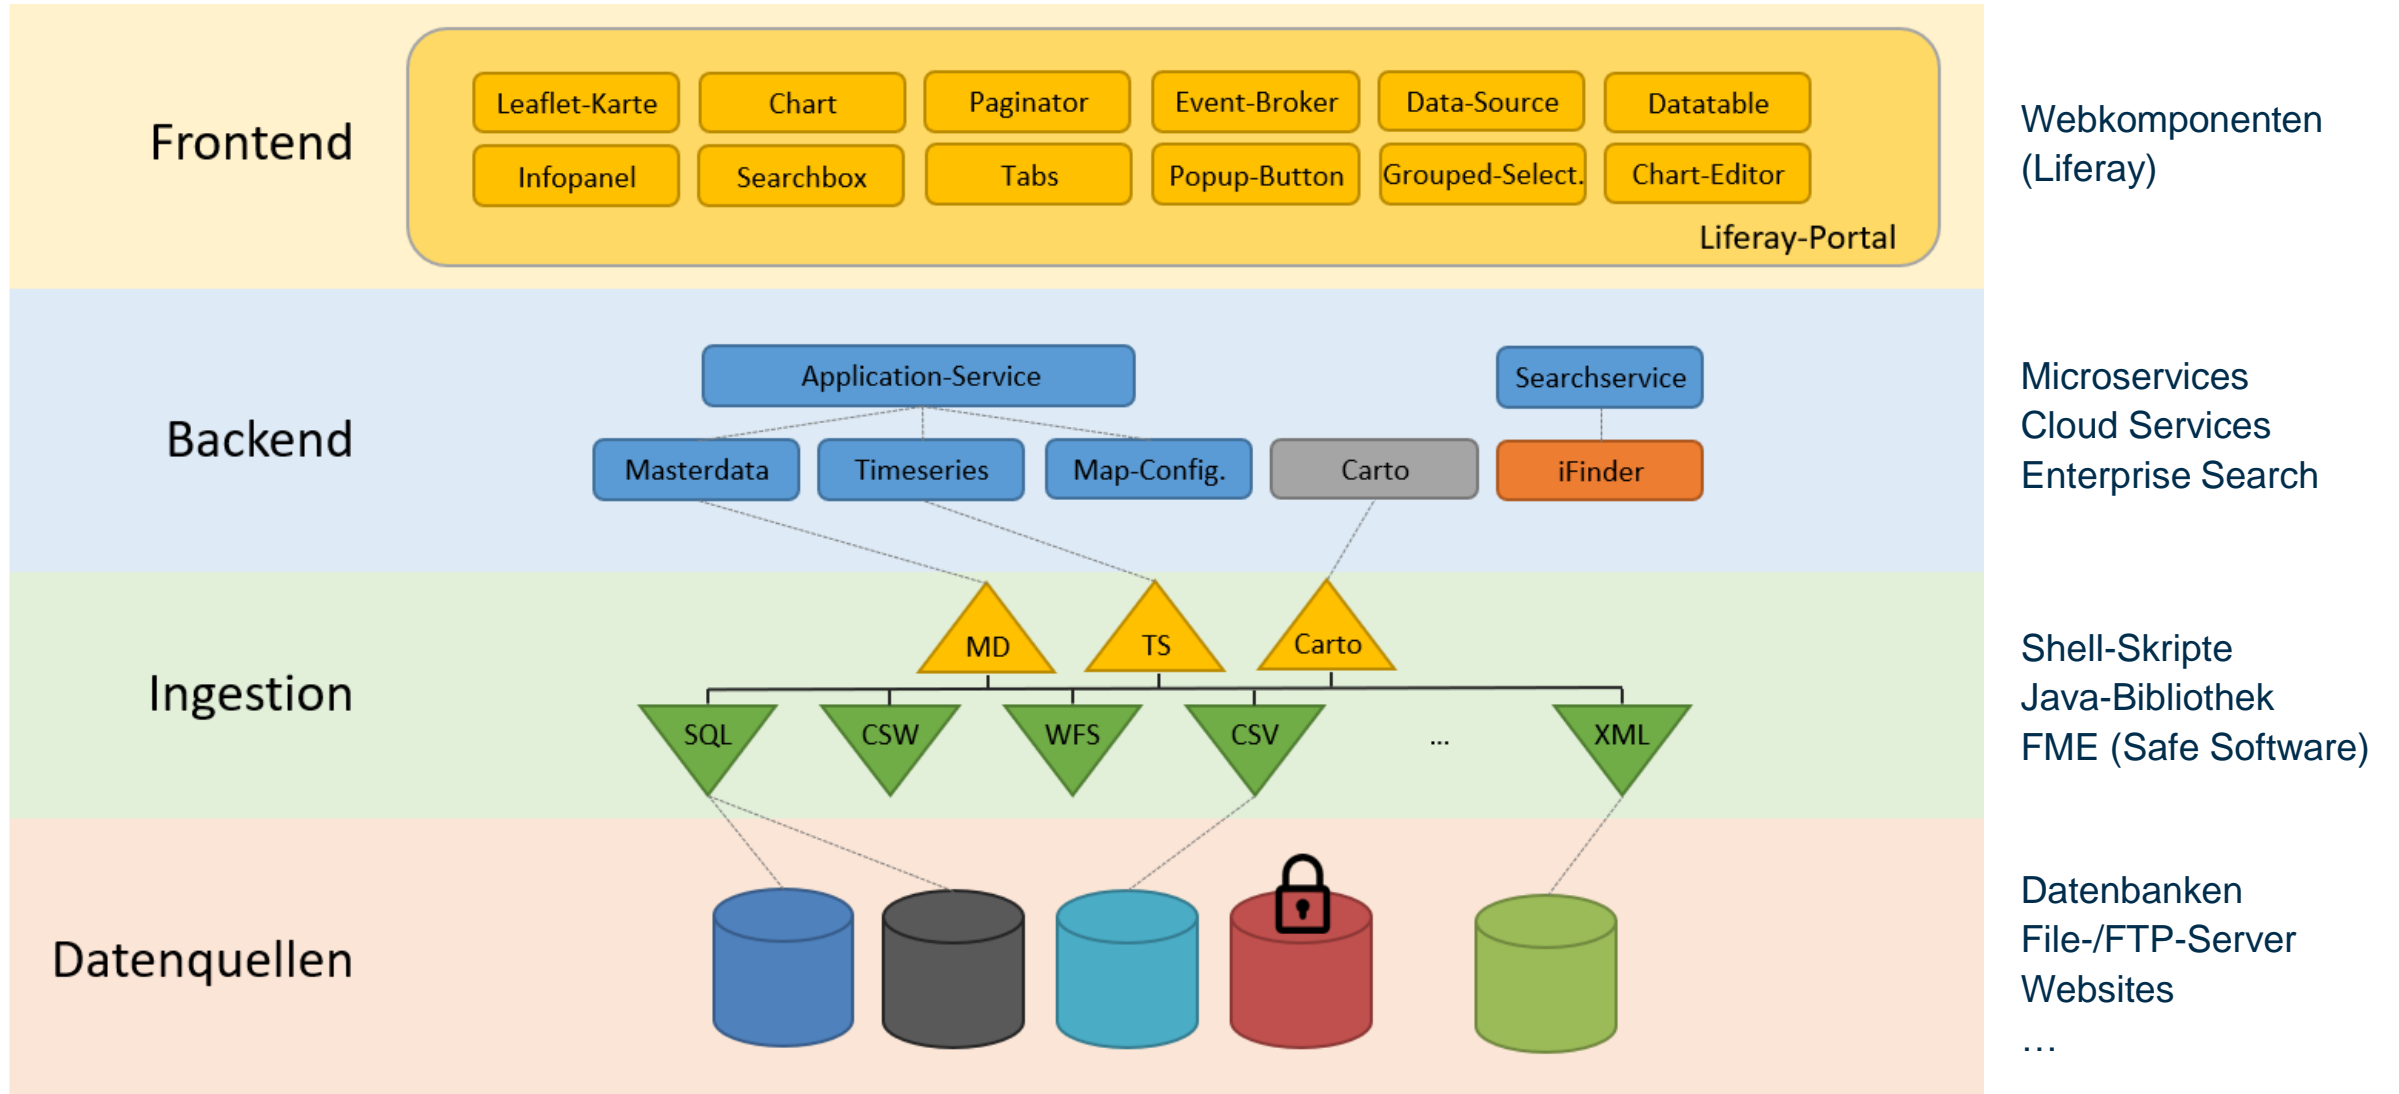 Frontend
Leaflet-Karte
Chart
Paginator
Event-Broker
Data-Source
Datatable
Infopanel
Searchbox
Tabs
Popup-Button
Grouped-Select.
Chart-Editor
Liferay-Portal
Webkomponenten
(Liferay)
Backend
Application-Service
Searchservice
Masterdata
Timeseries
Map-Config.
Carto
iFinder
Microservices
Cloud Services
Enterprise Search
Ingestion
MD
TS
Carto
SQL
CSW
WFS
CSV
...
XML
Shell-Skripte
Java-Bibliothek
FME (Safe Software)
Datenquellen
Datenbanken
File-/FTP-Server
Websites
…